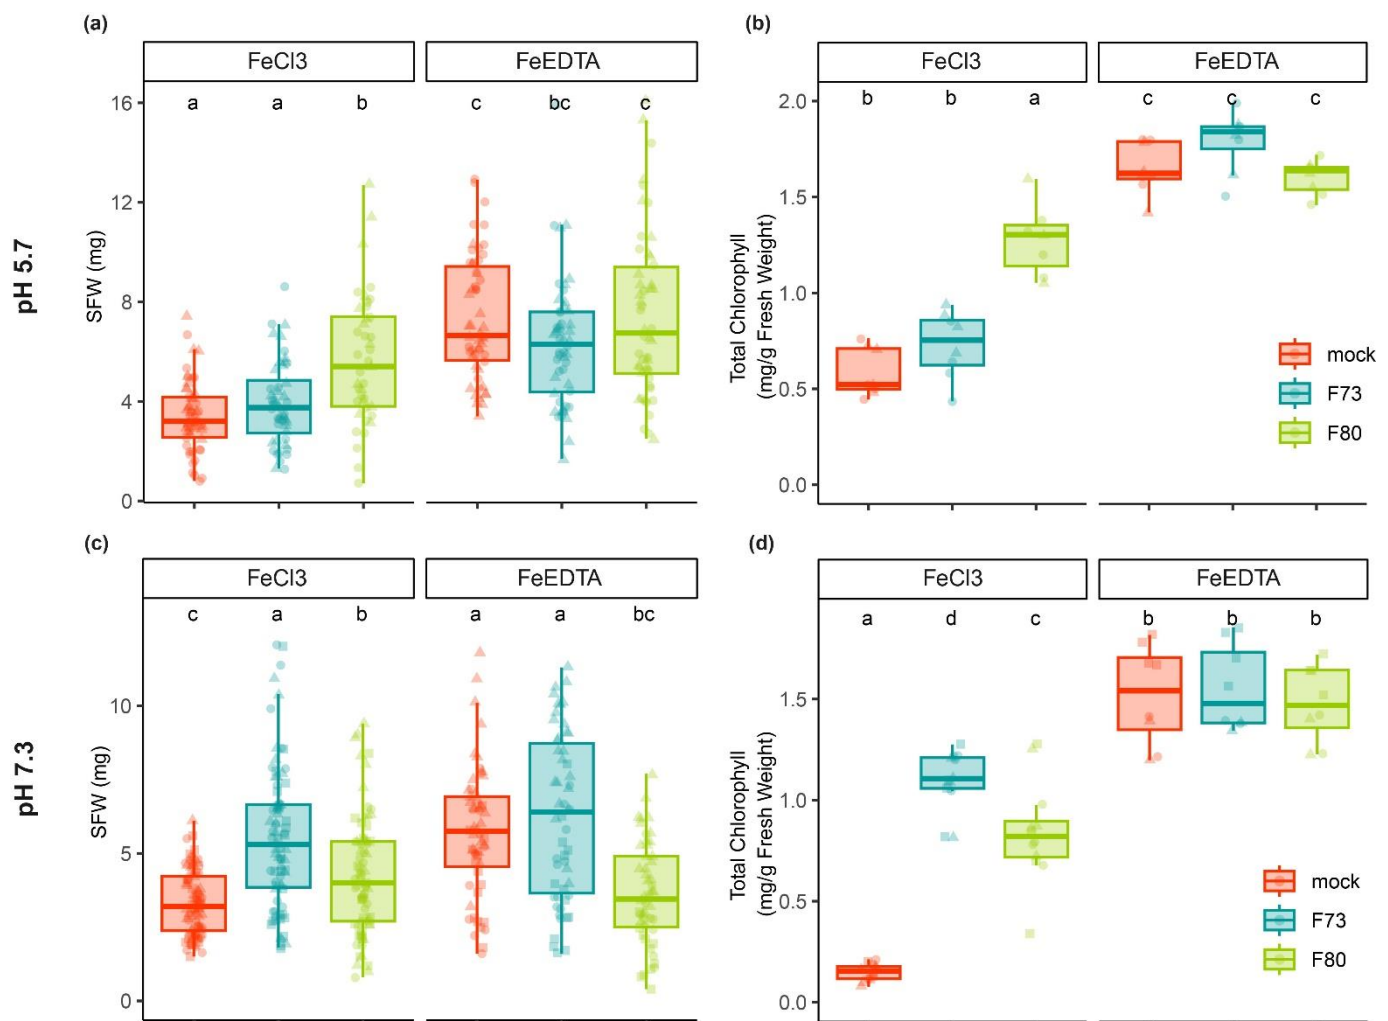 (a)
FeCl3
FeEDTA
a
a
b
c
bc
c
16
12
8
4
0
SFW (mg)
pH 5.7
(b)
FeCl3
FeEDTA
b
b
a
c
c
c
2.0
1.5
1.0
0.5
0.0
Total Chlorophyll
(mg/g Fresh Weight)
mock
F73
F80
(c)
FeCl3
FeEDTA
c
a
b
a
a
bc
10
5
0
SFW (mg)
pH 7.3
(d)
FeCl3
FeEDTA
a
d
c
b
b
b
1.5
1.0
0.5
0.0
Total Chlorophyll
(mg/g Fresh Weight)
mock
F73
F80